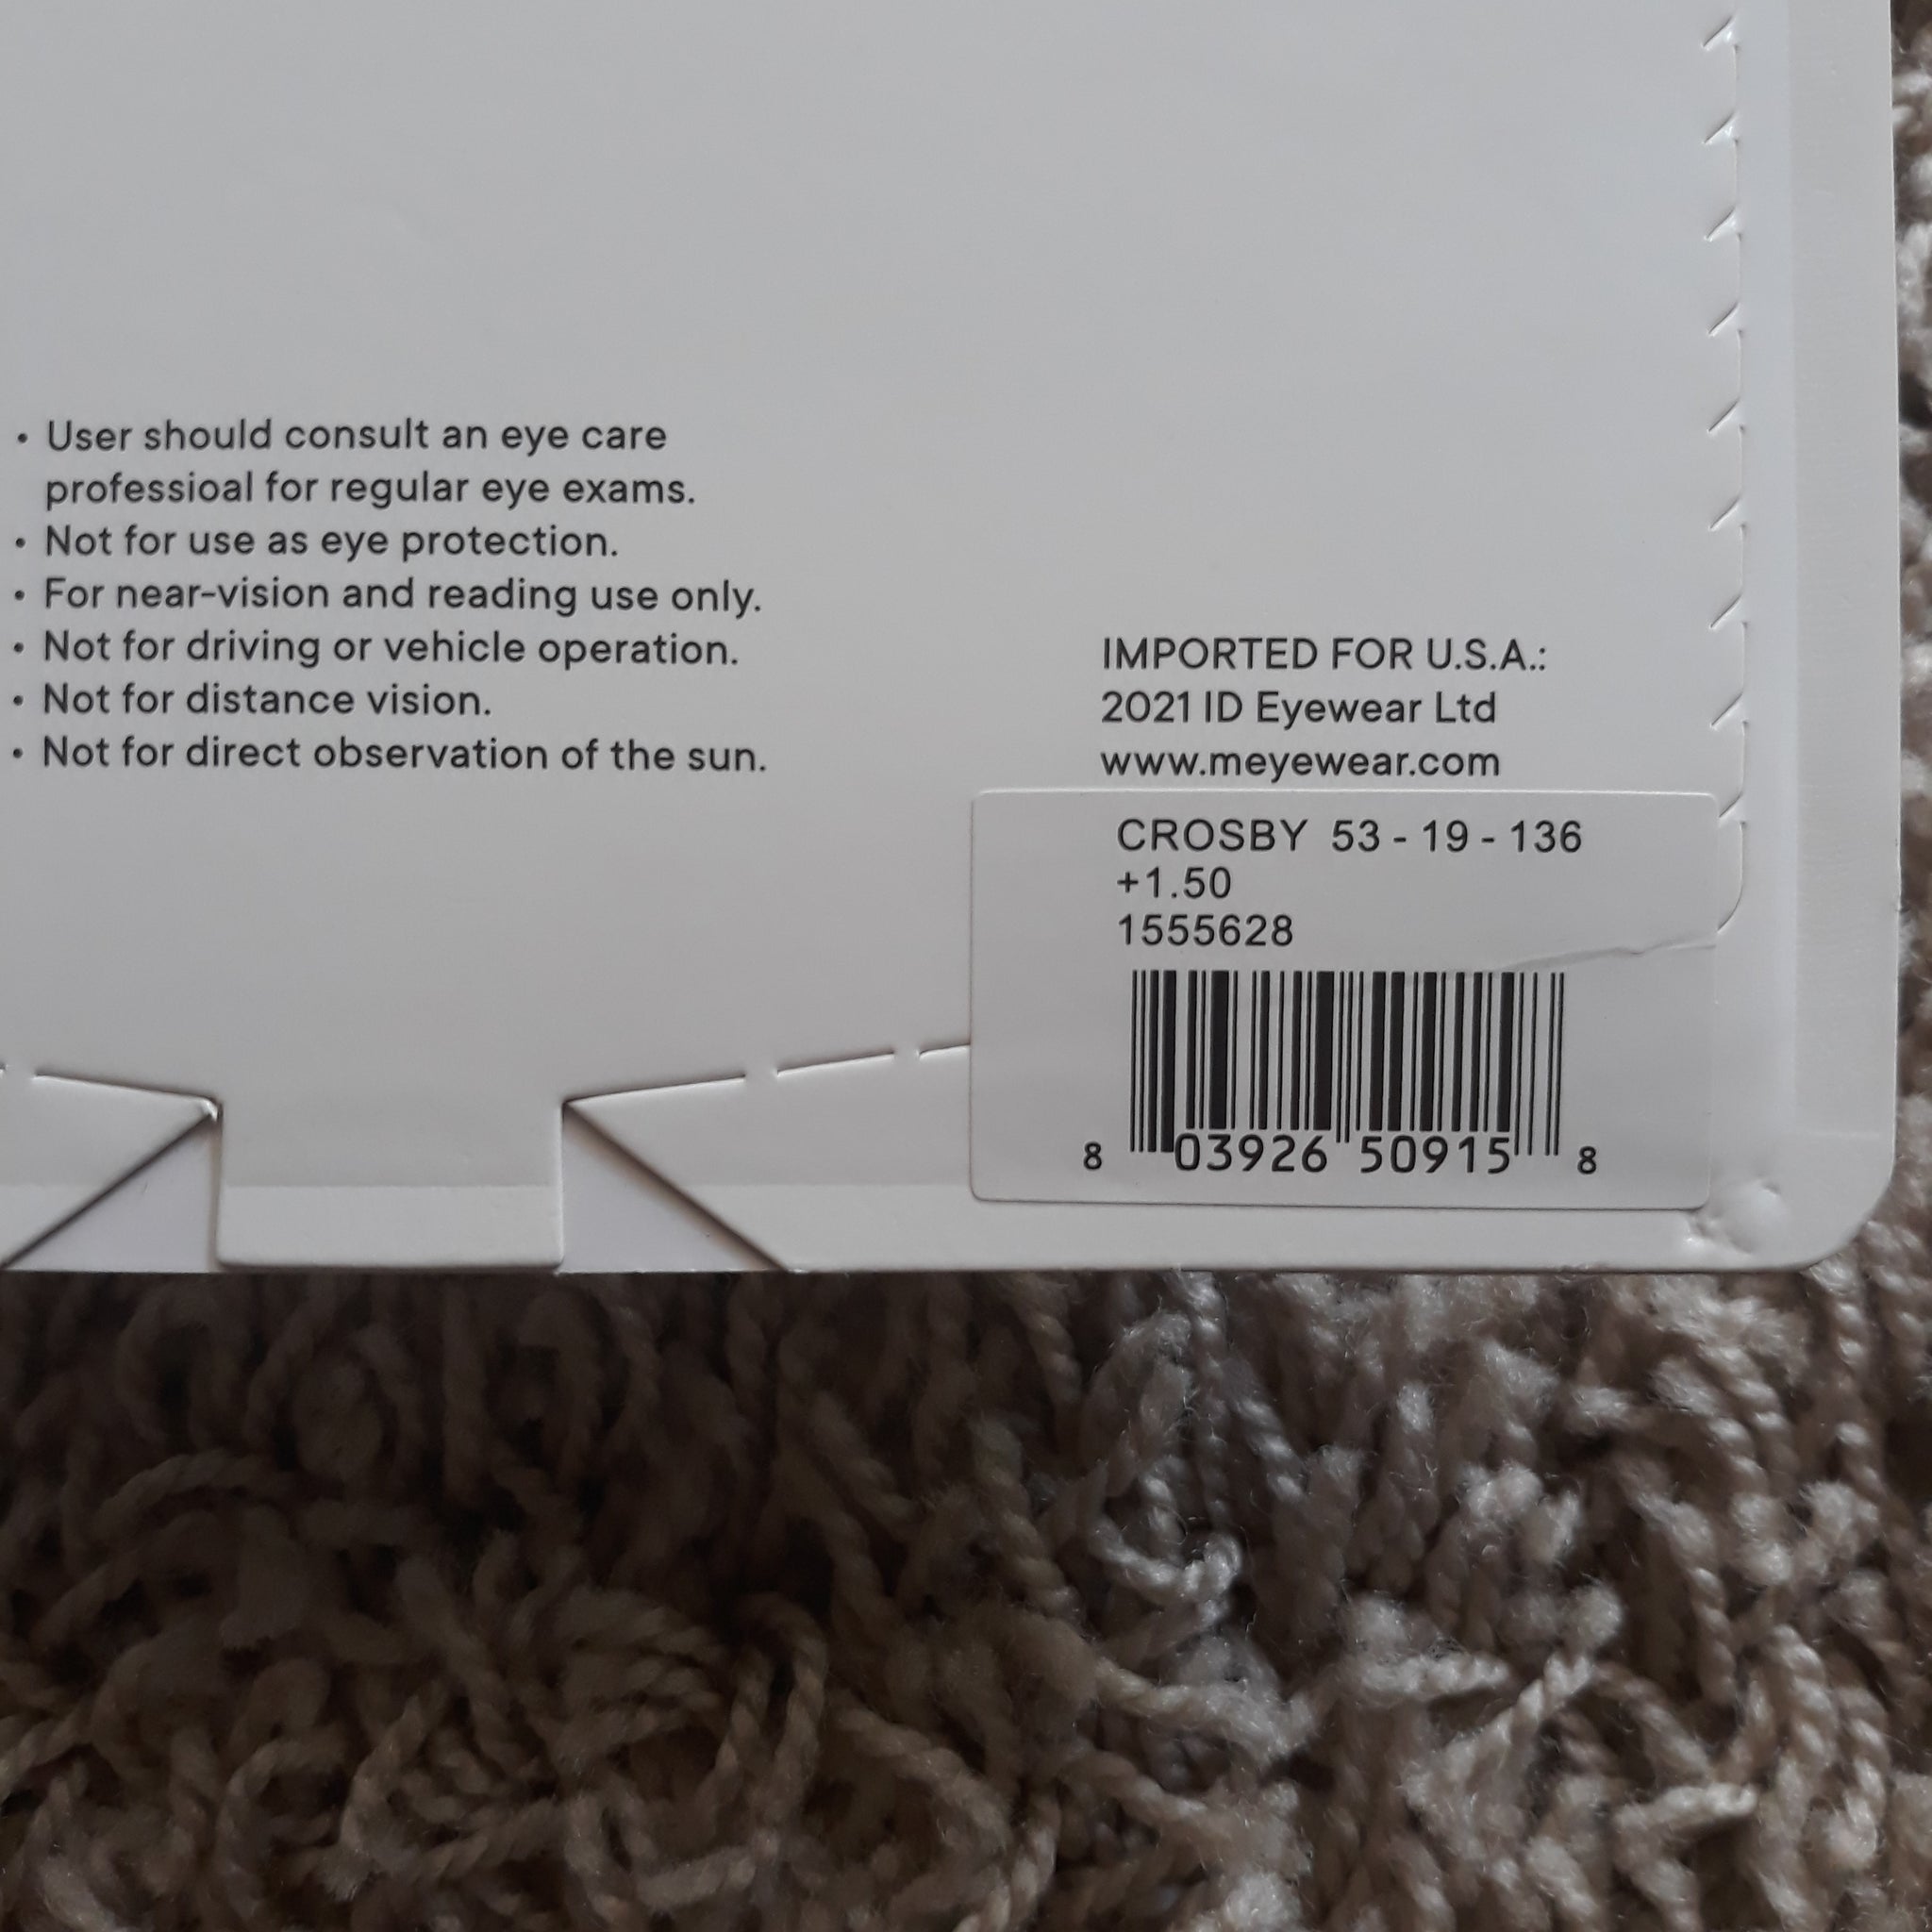 • User should consult an eye care
professioal for regular eye exams.
• Not for use as eye protection.
• For near-vision and reading use only.
• Not for driving or vehicle operation.
• Not for distance vision.
• Not for direct observation of the sun.
IMPORTED FOR U.S.A.:
2021 ID Eyewear Ltd
www.meyewear.com
CROSBY 53 - 19 - 136
+1.50
1555628
8 03926 50915 8